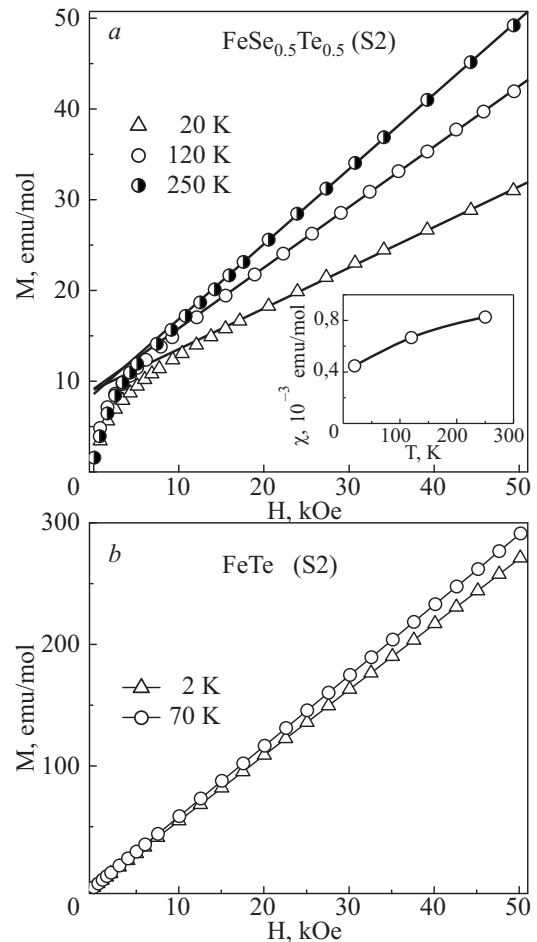 a
FeSe0.5Te0.5 (S2)
50
40
30
20
10
0
M, emu/mol
20 K
120 K
250 K
χ, 10–3 emu/mol
0,8
0,4
0 100 200 300
T, K
0 10 20 30 40 50
H, kOe
b
FeTe (S2)
300
200
100
0
M, emu/mol
2 K
70 K
0 10 20 30 40 50
H, kOe